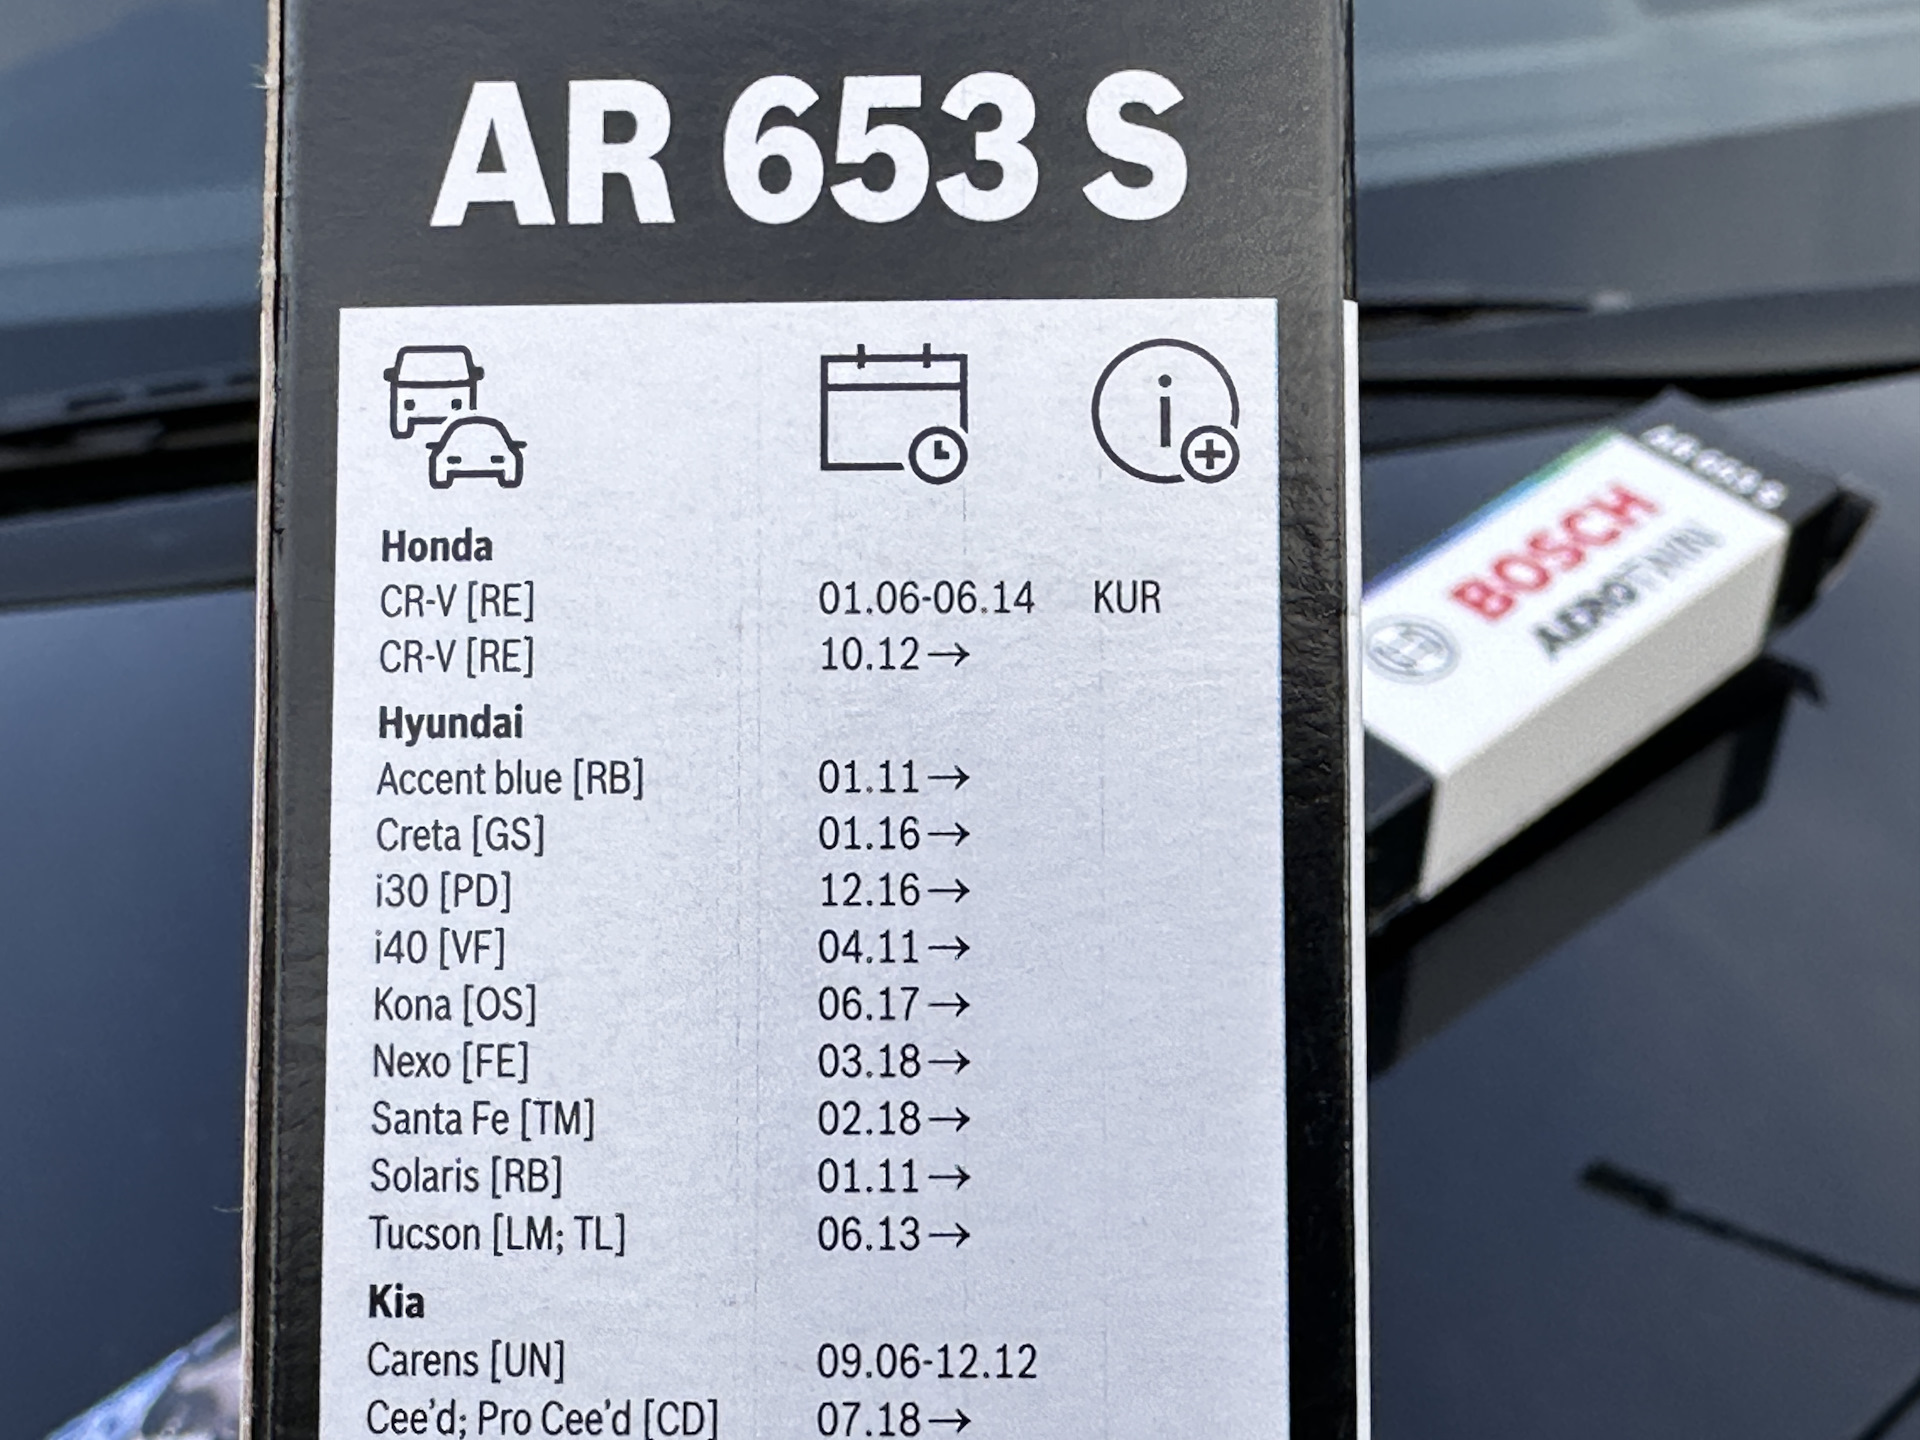 AR 653 S
Honda
CR-V [RE] 01.06-06.14 KUR
CR-V [RE] 10.12→
Hyundai
Accent blue [RB] 01.11→
Creta [GS] 01.16→
i30 [PD] 12.16→
i40 [VF] 04.11→
Kona [OS] 06.17→
Nexo [FE] 03.18→
Santa Fe [TM] 02.18→
Solaris [RB] 01.11→
Tucson [LM; TL] 06.13→
Kia
Carens [UN] 09.06-12.12
Cee'd; Pro Cee'd [CD] 07.18→
AR 653 S
BOSCH
AEROTWIN